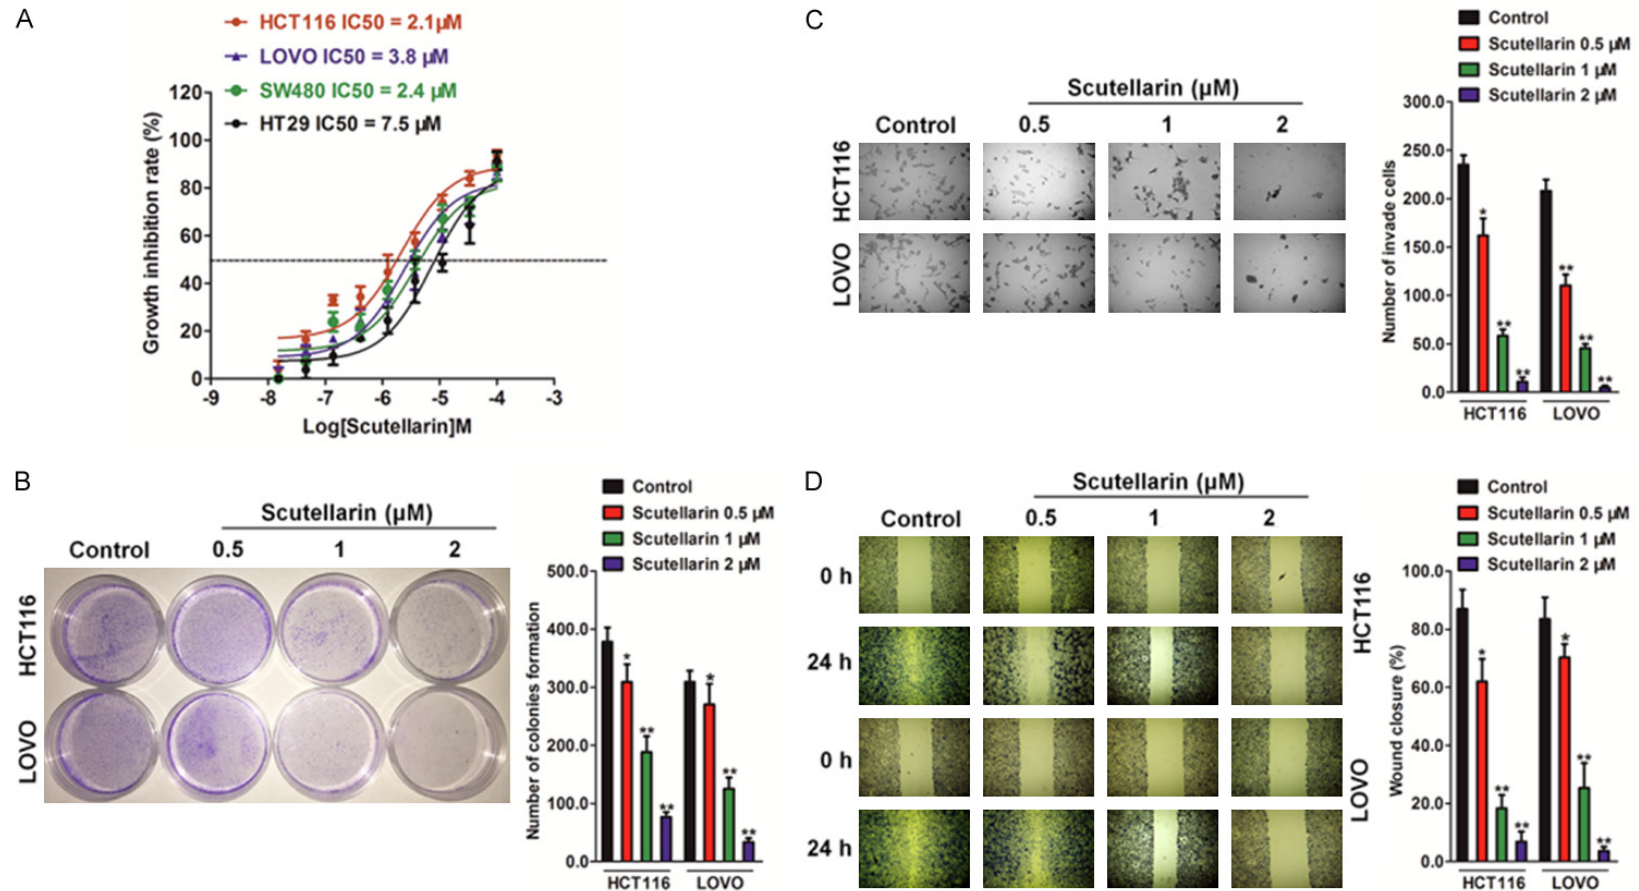 A
HCT116 IC50 = 2.1µM
LOVO IC50 = 3.8 µM
SW480 IC50 = 2.4 µM
HT29 IC50 = 7.5 µM
Growth inhibition rate (%)
120
100
80
60
40
20
0
-9 -8 -7 -6 -5 -4 -3
Log[Scutellarin]M
B
Scutellarin (µM)
Control 0.5 1 2
HCT116
LOVO
Control
Scutellarin 0.5 µM
Scutellarin 1 µM
Scutellarin 2 µM
Number of colonies formation
500.0
400.0
300.0
200.0
100.0
0.0
* ** **
* ** **
HCT116 LOVO
C
Scutellarin (µM)
Control 0.5 1 2
HCT116
LOVO
Control
Scutellarin 0.5 µM
Scutellarin 1 µM
Scutellarin 2 µM
Number of invade cells
300.0
250.0
200.0
150.0
100.0
50.0
0.0
* ** **
** ** **
HCT116 LOVO
D
Scutellarin (µM)
Control 0.5 1 2
0 h
24 h
HCT116
0 h
24 h
LOVO
Control
Scutellarin 0.5 µM
Scutellarin 1 µM
Scutellarin 2 µM
Wound closure (%)
100.0
80.0
60.0
40.0
20.0
0.0
* ** **
* ** **
HCT116 LOVO